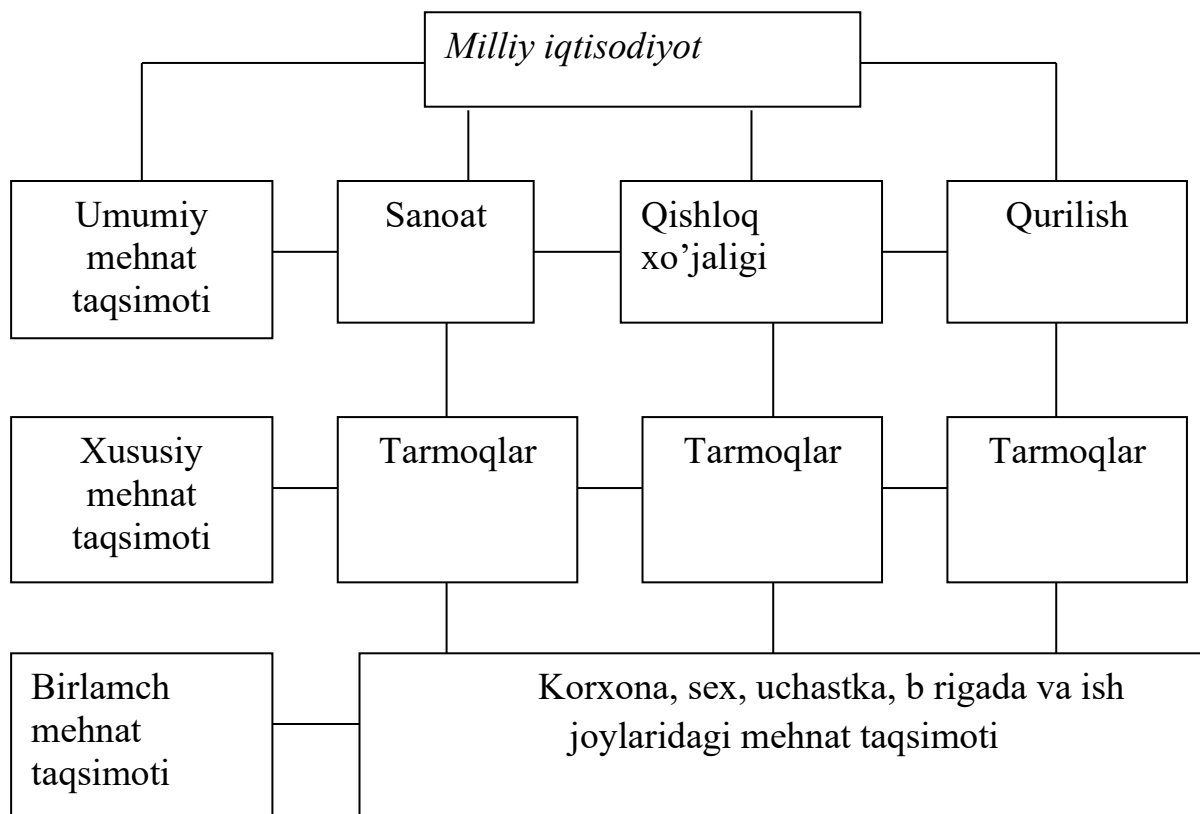 Milliy iqtisodiyot
Umumiy
mehnat
taqsimoti
Sanoat
Qishloq
xo’jaligi
Qurilish
Xususiy
mehnat
taqsimoti
Tarmoqlar
Tarmoqlar
Tarmoqlar
Birlamch
mehnat
taqsimoti
Korxona, sex, uchastka, b rigada va ish
joylaridagi mehnat taqsimoti